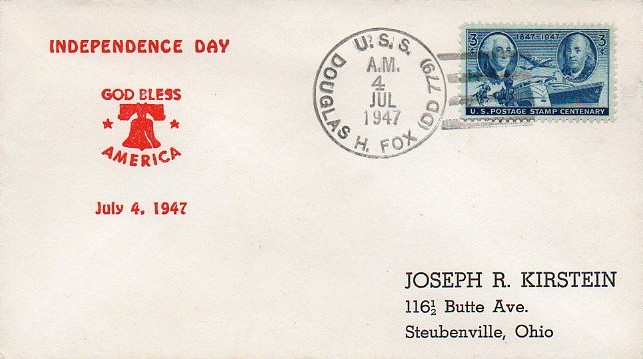 INDEPENDENCE DAY
GOD BLESS
AMERICA
July 4, 1947
U.S.S. DOUGLAS H. FOX (DD 779)
A.M.
4
JUL
1947
3¢ 1847-1947 3¢
U.S. POSTAGE STAMP CENTENARY
JOSEPH R. KIRSTEIN
116½ Butte Ave.
Steubenville, Ohio